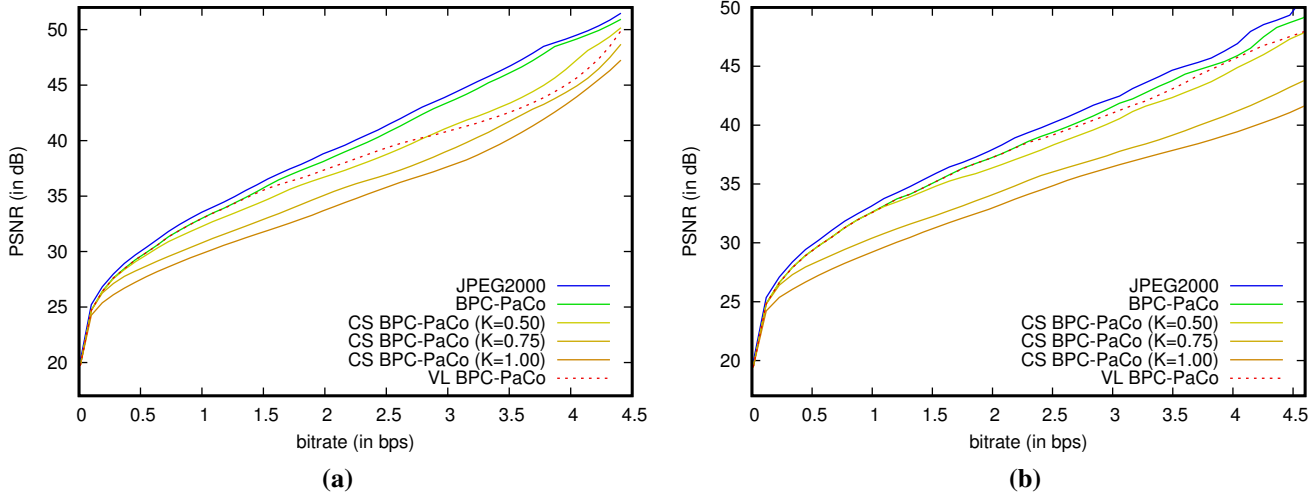 50
45
40
35
30
25
20
PSNR (in dB)
JPEG2000
BPC-PaCo
CS BPC-PaCo (K=0.50)
CS BPC-PaCo (K=0.75)
CS BPC-PaCo (K=1.00)
VL BPC-PaCo
0 0.5 1 1.5 2 2.5 3 3.5 4 4.5
bitrate (in bps)
(a)
50
45
40
35
30
25
20
PSNR (in dB)
JPEG2000
BPC-PaCo
CS BPC-PaCo (K=0.50)
CS BPC-PaCo (K=0.75)
CS BPC-PaCo (K=1.00)
VL BPC-PaCo
0 0.5 1 1.5 2 2.5 3 3.5 4 4.5
bitrate (in bps)
(b)